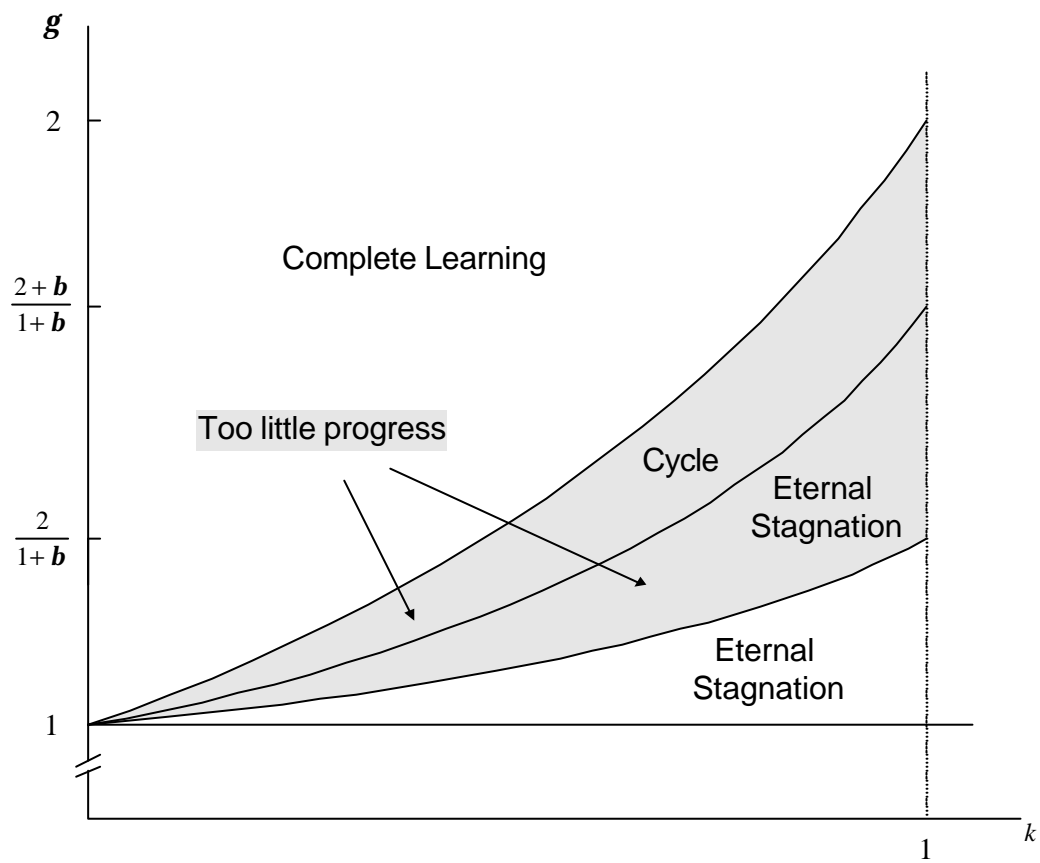 g
2
Complete Learning
2 + b
1+ b
Too little progress
Cycle
Eternal
Stagnation
2
1+ b
Eternal
Stagnation
1
k
1